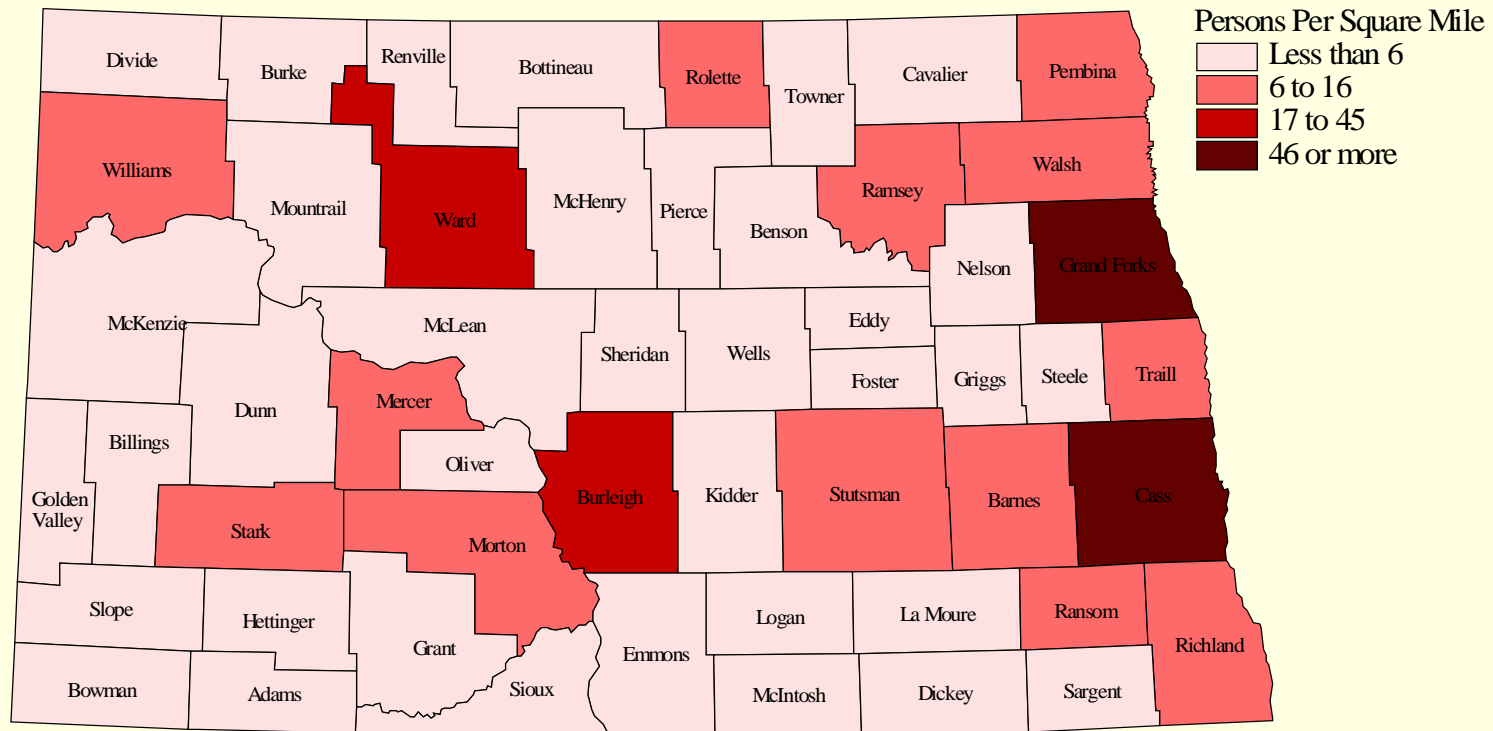 Persons Per Square Mile
Less than 6
6 to 16
17 to 45
46 or more
Divide
Burke
Renville
Bottineau
Rolette
Towner
Cavalier
Pembina
Williams
Mountrail
Ward
McHenry
Pierce
Benson
Ramsey
Walsh
Nelson
Grand Forks
McKenzie
McLean
Sheridan
Wells
Eddy
Foster
Griggs
Steele
Traill
Dunn
Mercer
Billings
Oliver
Golden
Valley
Burleigh
Kidder
Stutsman
Barnes
Cass
Stark
Morton
Slope
Hettinger
Grant
Emmons
Logan
La Moure
Ransom
Richland
Bowman
Adams
Sioux
McIntosh
Dickey
Sargent